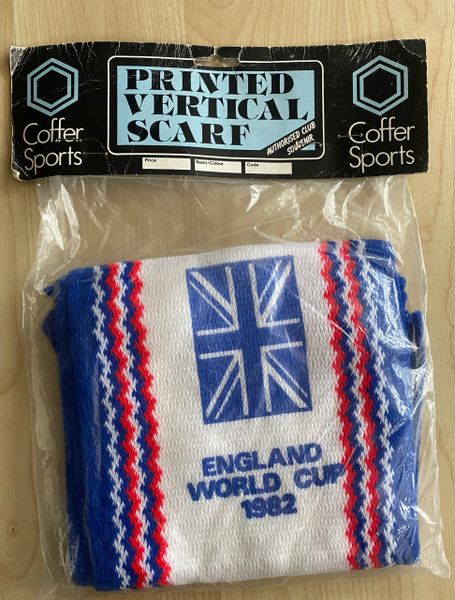 PRINTED
VERTICAL
SCARF
AUTHORISED CLUB
SOUVENIR
Coffer
Sports
Coffer
Sports
Price
Team/Colour
Code
ENGLAND
WORLD CUP
1982